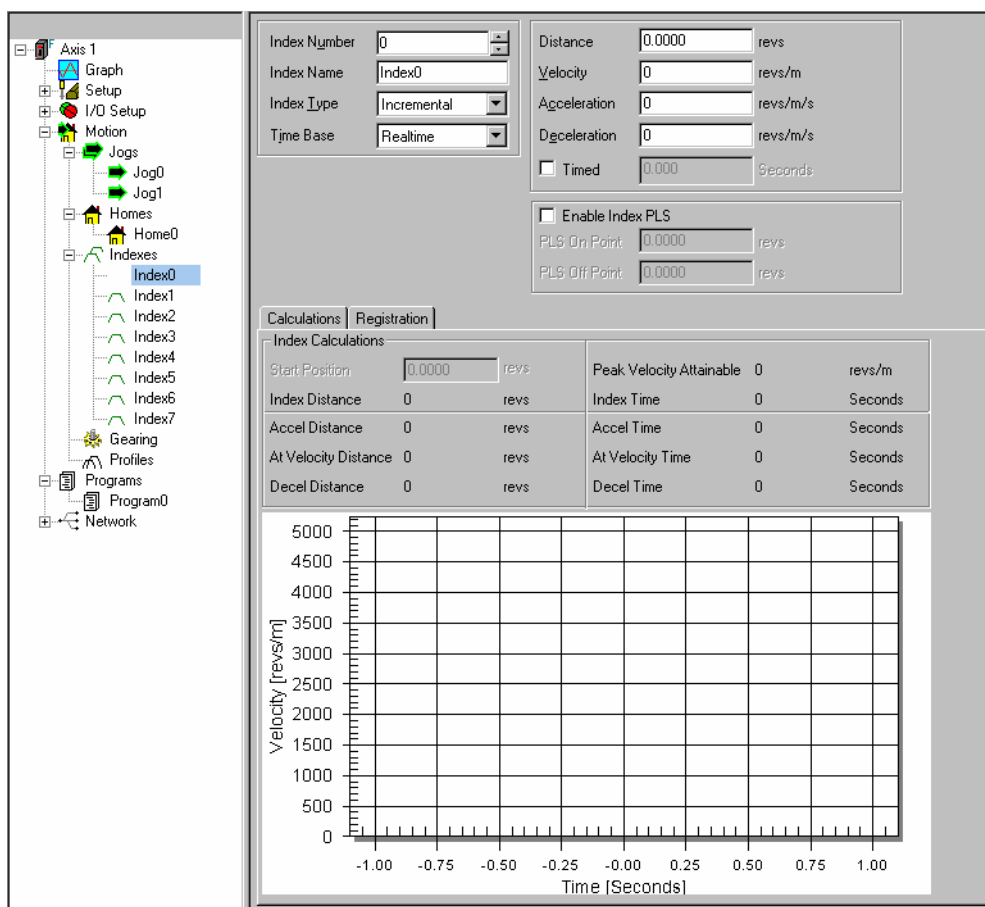 Axis 1
Graph
Setup
I/O Setup
Motion
Jogs
Jog0
Jog1
Homes
Home0
Indexes
Index0
Index1
Index2
Index3
Index4
Index5
Index6
Index7
Gearing
Profiles
Programs
Program0
Network
Index Number 0
Index Name Index0
Index Type Incremental
Time Base Realtime
Distance 0.0000 revs
Velocity 0 revs/m
Acceleration 0 revs/m/s
Deceleration 0 revs/m/s
Timed 0.000 Seconds
Enable Index PLS
PLS On Point 0.0000 revs
PLS Off Point 0.0000 revs
Calculations Registration
Index Calculations
Start Position 0.0000 revs Peak Velocity Attainable 0 revs/m
Index Distance 0 revs Index Time 0 Seconds
Accel Distance 0 revs Accel Time 0 Seconds
At Velocity Distance 0 revs At Velocity Time 0 Seconds
Decel Distance 0 revs Decel Time 0 Seconds
Velocity [revs/m]
5000
4500
4000
3500
3000
2500
2000
1500
1000
500
0
-1.00 -0.75 -0.50 -0.25 -0.00 0.25 0.50 0.75 1.00
Time [Seconds]